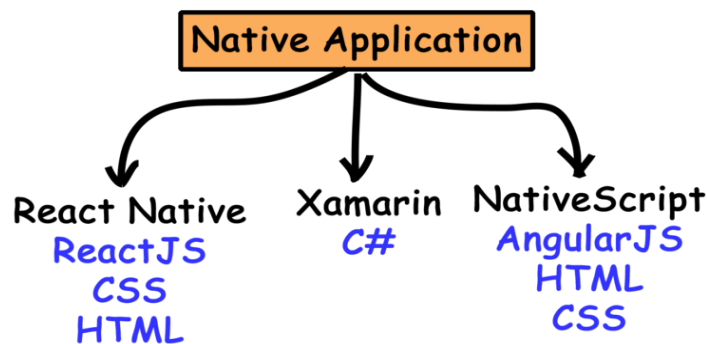 Native Application
React Native
ReactJS
CSS
HTML
Xamarin
C#
NativeScript
AngularJS
HTML
CSS